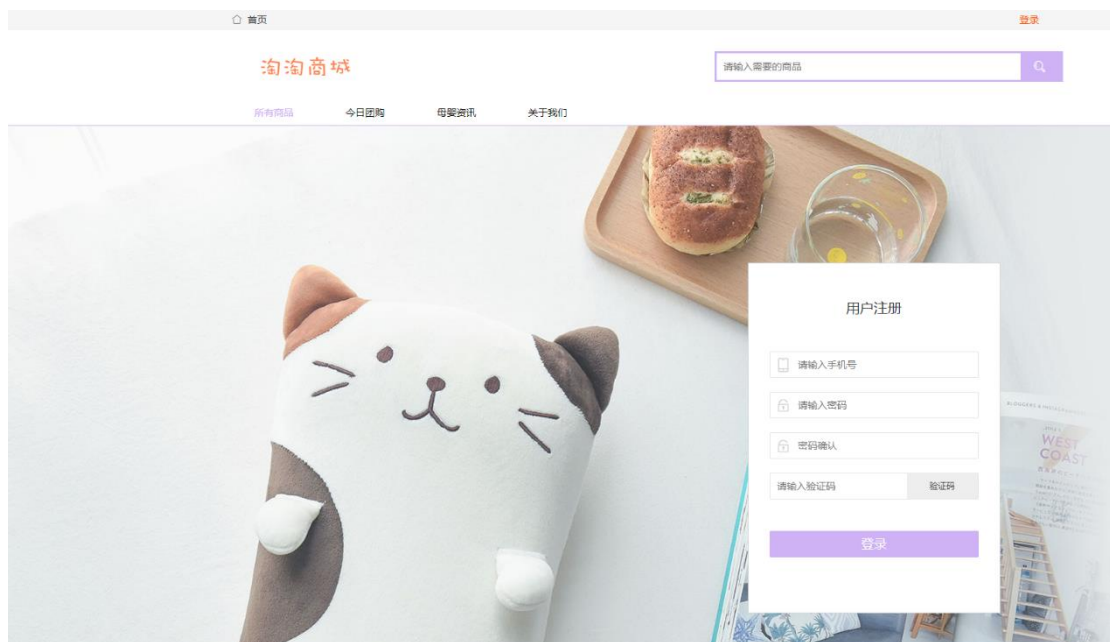 首页
登录
淘淘商城
请输入需要的商品
所有商品
今日团购
母婴资讯
关于我们
用户注册
请输入手机号
请输入密码
密码确认
请输入验证码
验证码
登录
WEST
COAST